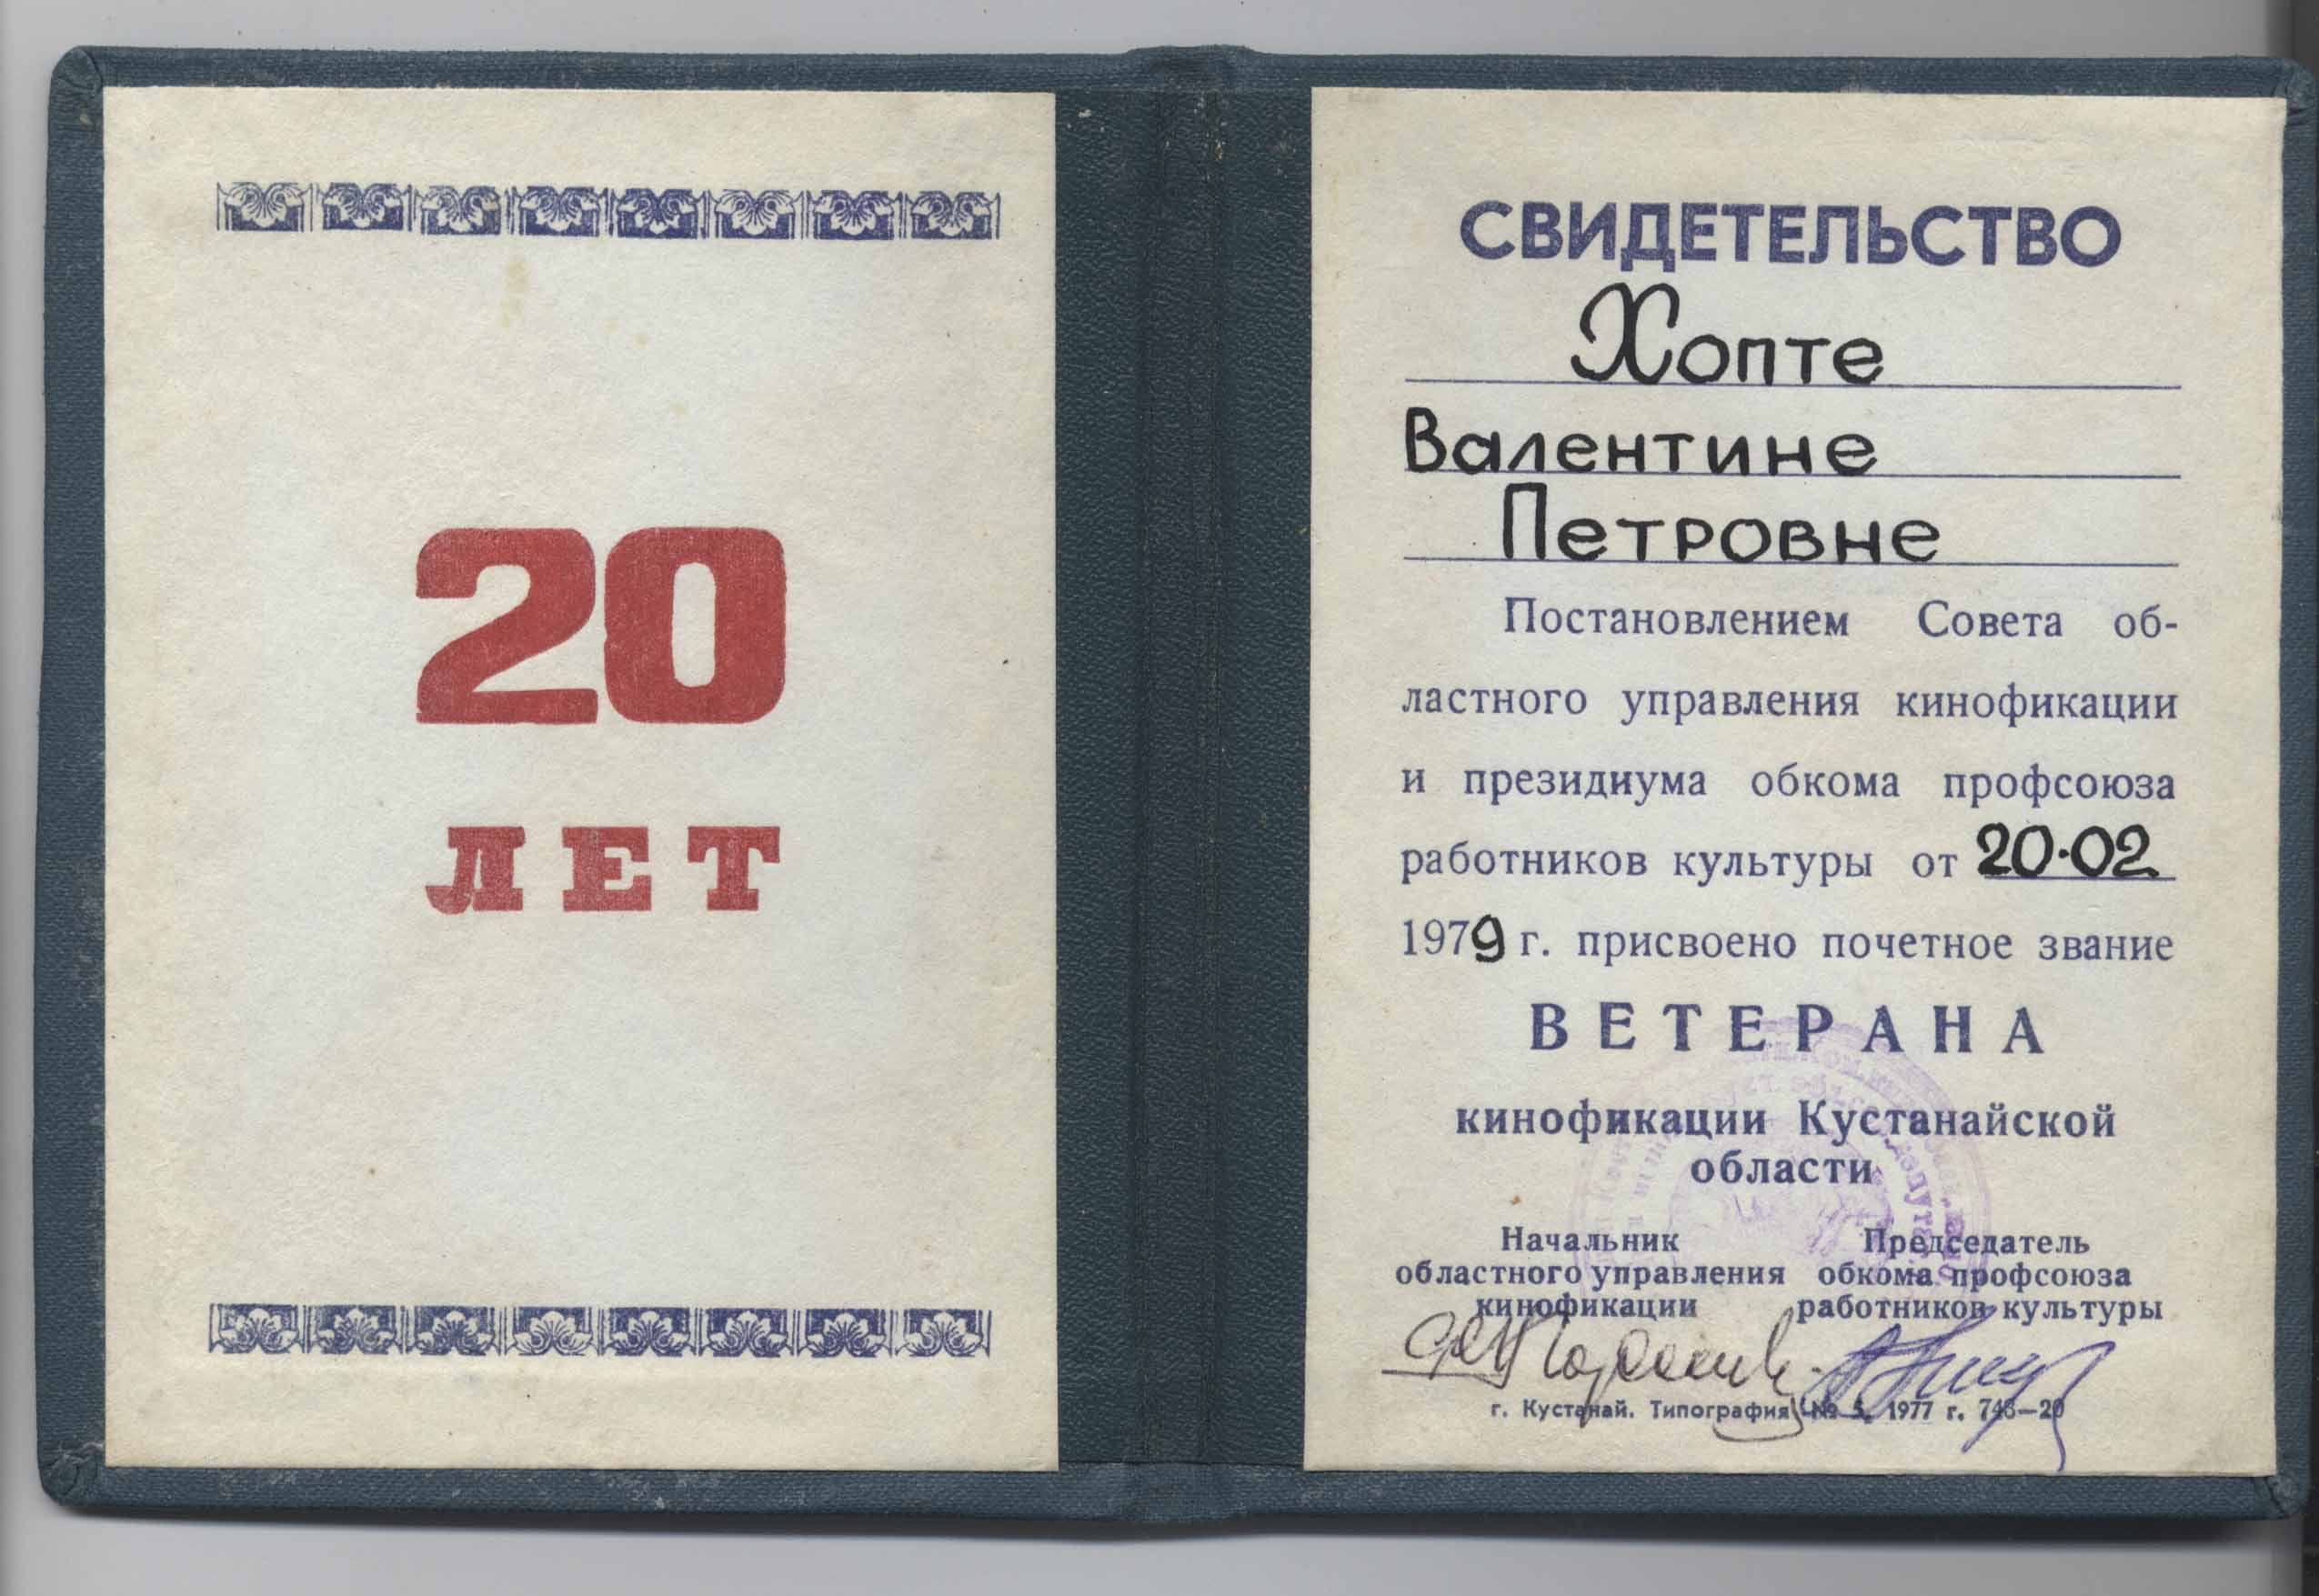 20
ЛЕТ
СВИДЕТЕЛЬСТВО
Хопте
Валентине
Петровне
Постановлением Совета об-
ластного управления кинофикации
и президиума обкома профсоюза
работников культуры от 20.02
1979 г. присвоено почетное звание
ВЕТЕРАНА
кинофикации Кустанайской
области
Начальник
областного управления
кинофикации
Председатель
обкома профсоюза
работников культуры
г. Кустанай. Типография № 5. 1977 г. 743—20